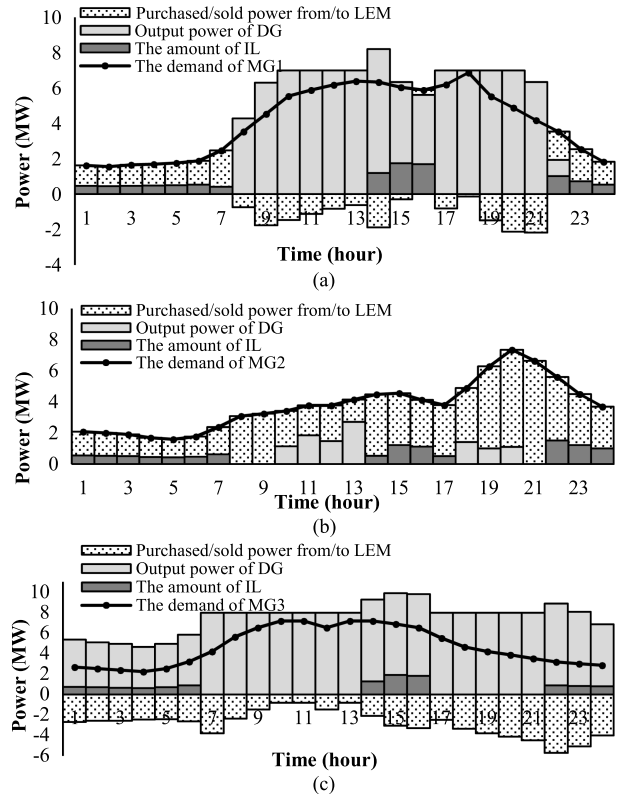 10
8
6
4
2
0
-2
-4
Power (MW)
Purchased/sold power from/to LEM
Output power of DG
The amount of IL
The demand of MG1
1 3 5 7 9 11 13 15 17 19 21 23
Time (hour)
(a)
10
8
6
4
2
0
Power (MW)
Purchased/sold power from/to LEM
Output power of DG
The amount of IL
The demand of MG2
1 3 5 7 9 11 13 15 17 19 21 23
Time (hour)
(b)
10
8
6
4
2
0
-2
-4
-6
Power (MW)
Purchased/sold power from/to LEM
Output power of DG
The amount of IL
The demand of MG3
1 3 5 7 9 11 13 15 17 19 21 23
Time (hour)
(c)